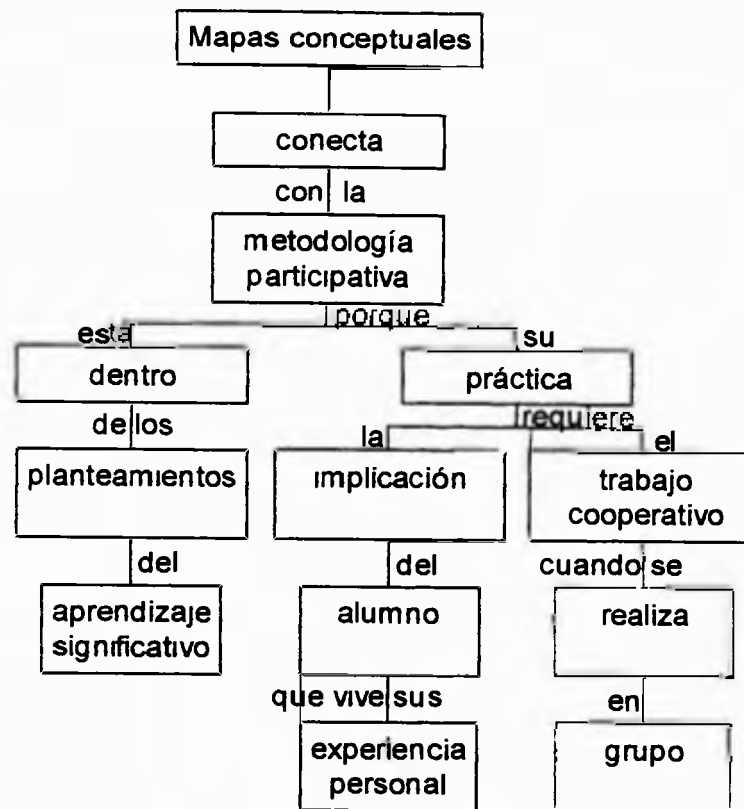 Mapas conceptuales
conecta
con la
metodología
participativa
porque
está su
dentro práctica
requiere
de los la el
planteamientos implicación trabajo
cooperativo
del del cuando se
aprendizaje alumno realiza
significativo
que vive sus en
experiencia grupo
personal